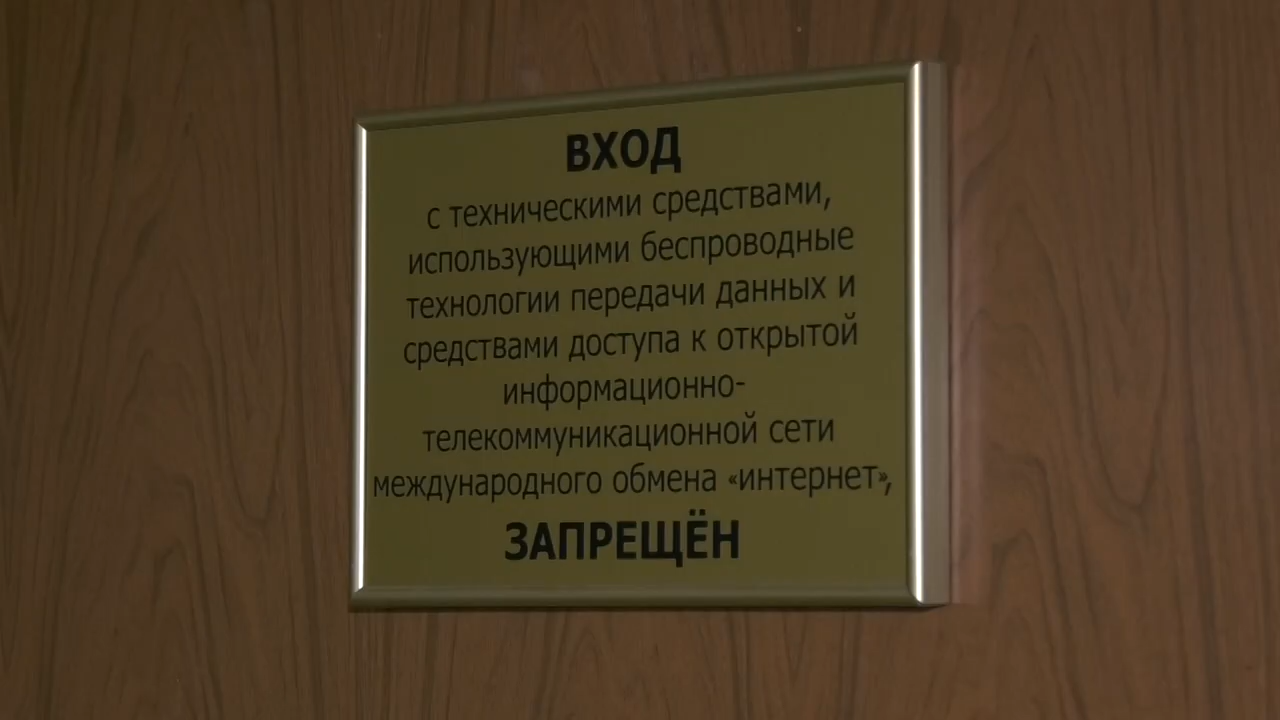 ВХОД
с техническими средствами,
использующими беспроводные
технологии передачи данных и
средствами доступа к открытой
информационно-
телекоммуникационной сети
международного обмена «интернет»,
ЗАПРЕЩЁН